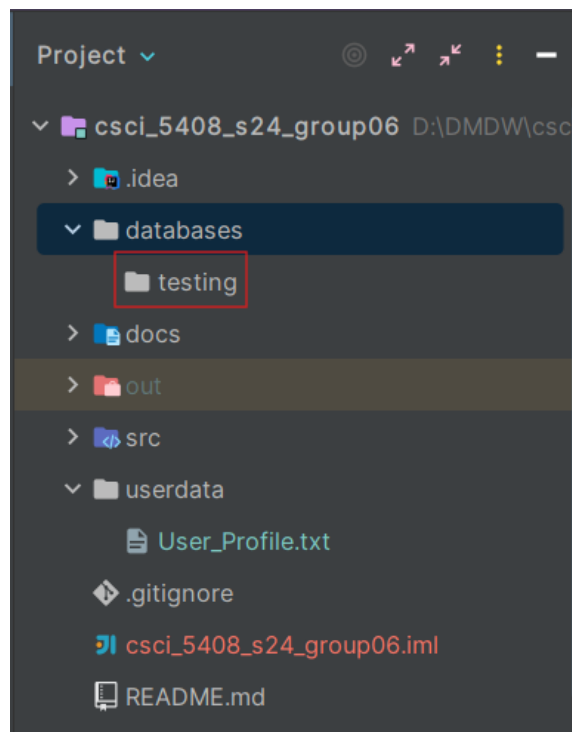 Project
csci_5408_s24_group06 D:\DMDW\csc
.idea
databases
testing
docs
out
src
userdata
User_Profile.txt
.gitignore
csci_5408_s24_group06.iml
README.md